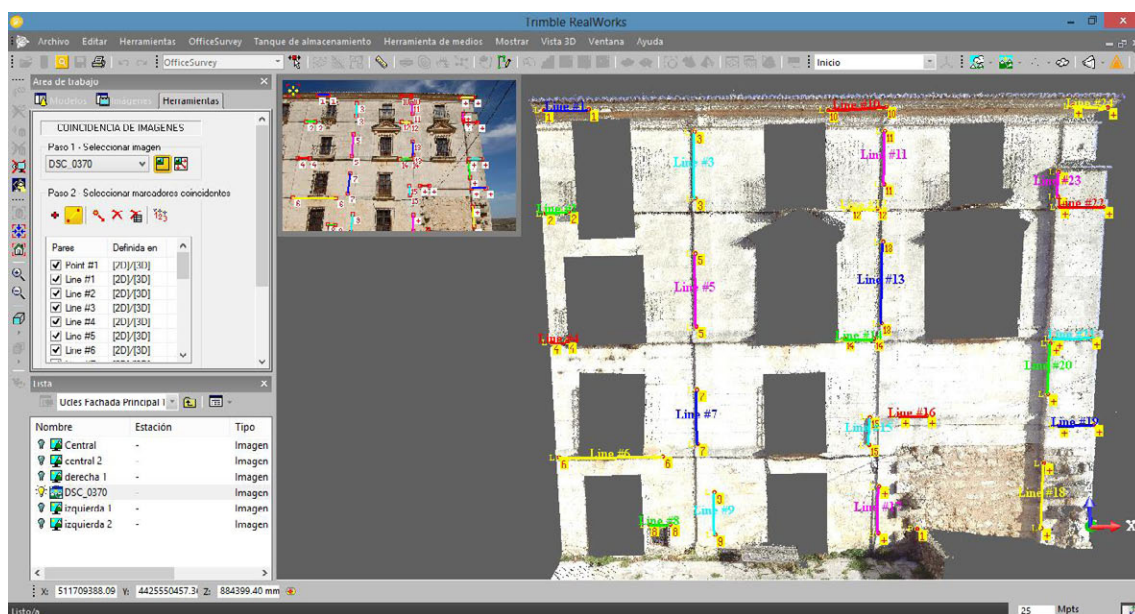 Trimble RealWorks
Archivo Editar Herramientas OfficeSurvey Tanque de almacenamiento Herramienta de medios Mostrar Vista 3D Ventana Ayuda
OfficeSurvey Inicio
Area de trabajo
Modelos Imágenes Herramientas
COINCIDENCIA DE IMAGENES
Paso 1 - Seleccionar imagen
DSC_0370
Paso 2 Seleccionar marcadores coincidentes
Pares Definida en
Point #1 [2D]/[3D]
Line #1 [2D]/[3D]
Line #2 [2D]/[3D]
Line #3 [2D]/[3D]
Line #4 [2D]/[3D]
Line #5 [2D]/[3D]
Line #6 [2D]/[3D]
Lista
Ucles Fachada Principal 1
Nombre Estación Tipo
Central - Imagen
central 2 - Imagen
derecha 1 - Imagen
DSC_0370 - Imagen
izquierda 1 - Imagen
izquierda 2 - Imagen
X: 511709388.09 Y: 4425550457.3 Z: 884399.40 mm
Listo/a
25 Mpts
Line #1
Line #10
Line #3
Line #11
Line #23
Line #22
Line #5
Line #13
Line #20
Line #7
Line #16
Line #15
Line #19
Line #6
Line #18
Line #9
Line #8
X